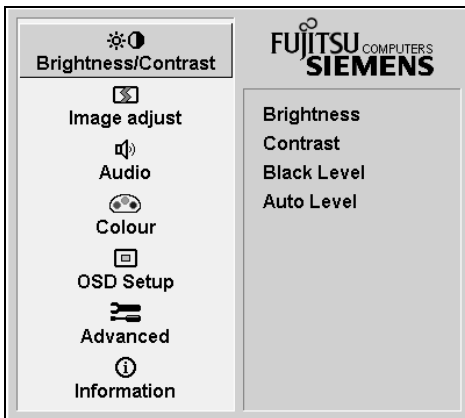 Brightness/Contrast
Image adjust
Audio
Colour
OSD Setup
Advanced
Information
FUJITSU COMPUTERS
SIEMENS
Brightness
Contrast
Black Level
Auto Level